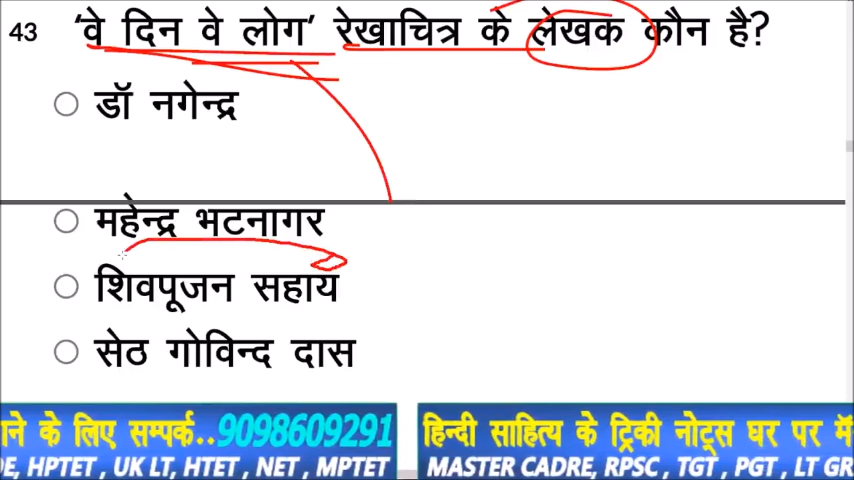 43 'वे दिन वे लोग' रेखाचित्र के लेखक कौन है?
डॉ नगेन्द्र
महेन्द्र भटनागर
शिवपूजन सहाय
सेठ गोविन्द दास
ाने के लिए सम्पर्क..9098609291
हिन्दी साहित्य के ट्रिकी नोट्स घर पर
E, HPTET , UK LT, HTET , NET , MPTET
MASTER CADRE, RPSC , TGT , PGT , LT GR